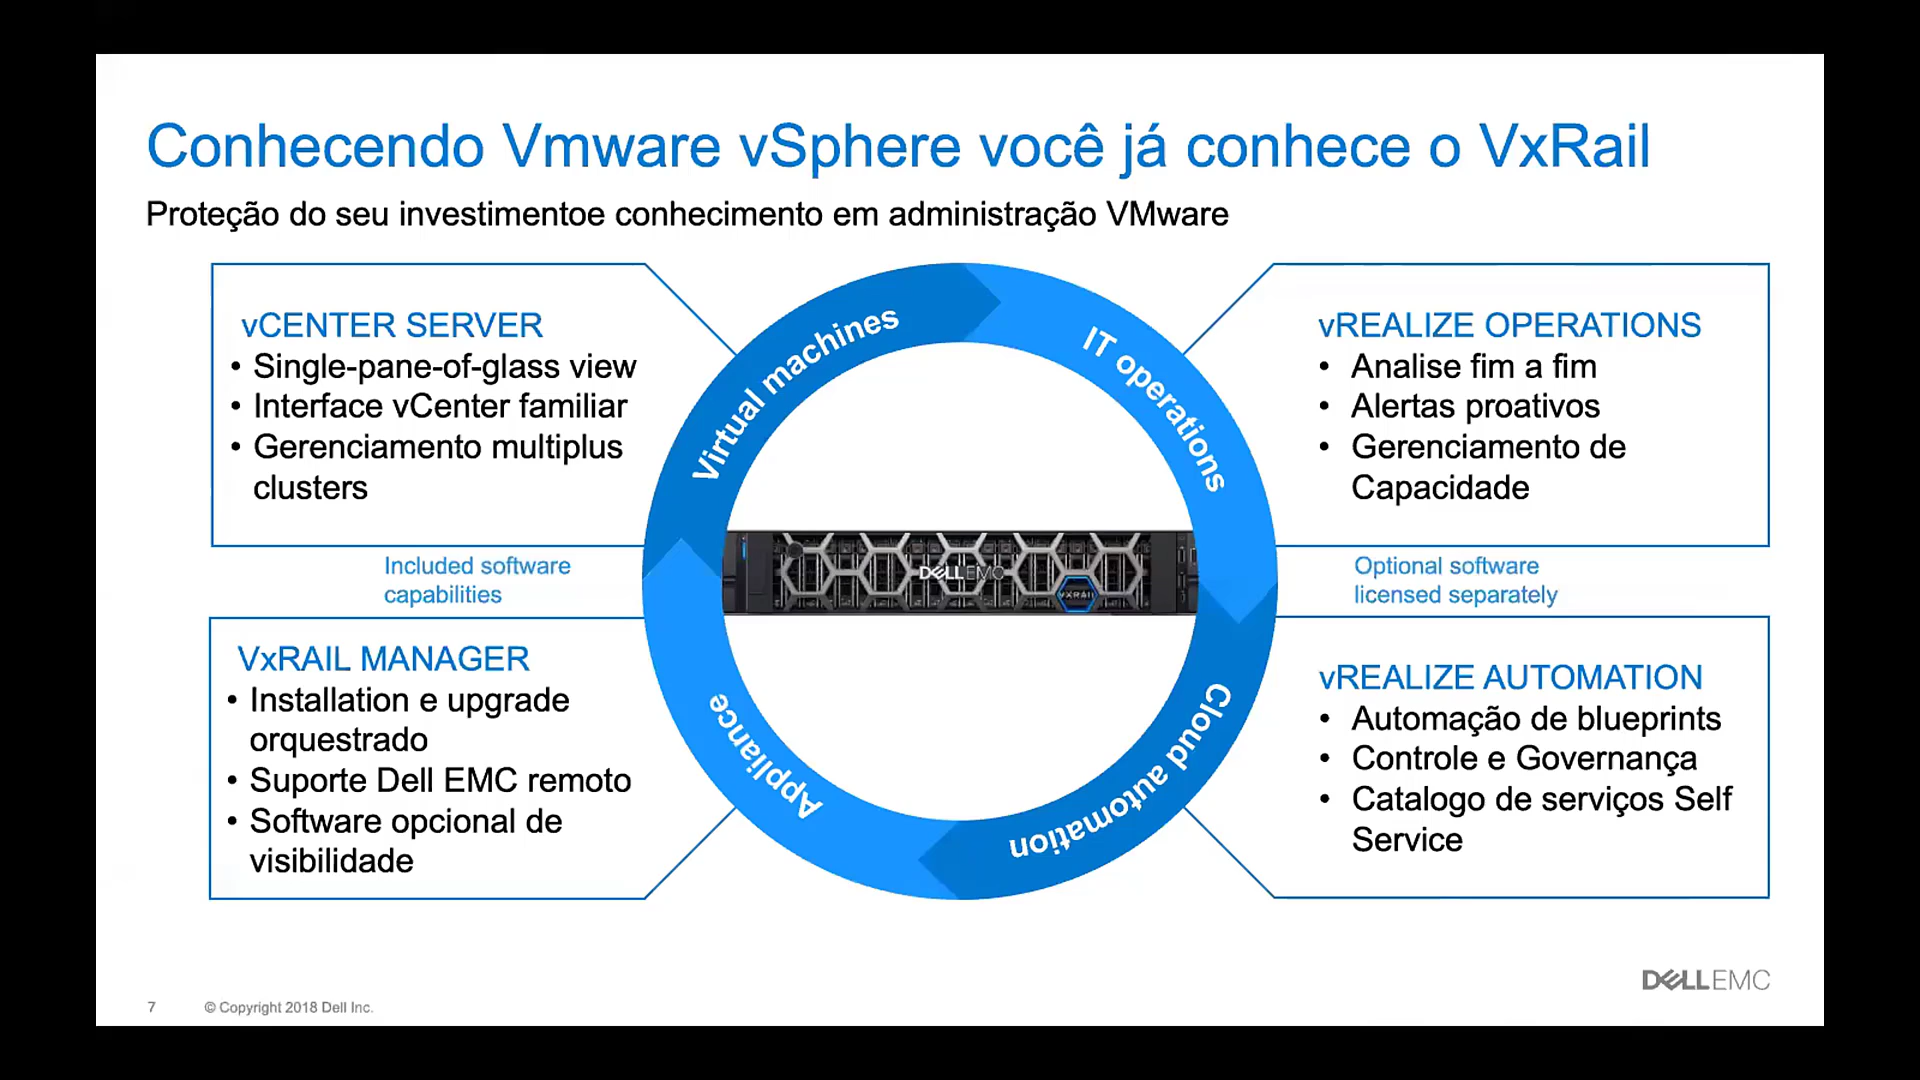 Conhecendo Vmware vSphere você já conhece o VxRail
Proteção do seu investimentoe conhecimento em administração VMware
vCENTER SERVER
• Single-pane-of-glass view
• Interface vCenter familiar
• Gerenciamento multiplus
clusters
Included software
capabilities
VxRAIL MANAGER
• Installation e upgrade
orquestrado
• Suporte Dell EMC remoto
• Software opcional de
visibilidade
Virtual machines
IT operations
Cloud automation
Appliance
DELLEMC
VXRAIL
vREALIZE OPERATIONS
• Analise fim a fim
• Alertas proativos
• Gerenciamento de
Capacidade
Optional software
licensed separately
vREALIZE AUTOMATION
• Automação de blueprints
• Controle e Governança
• Catalogo de serviços Self
Service
7
© Copyright 2018 Dell Inc.
DELLEMC